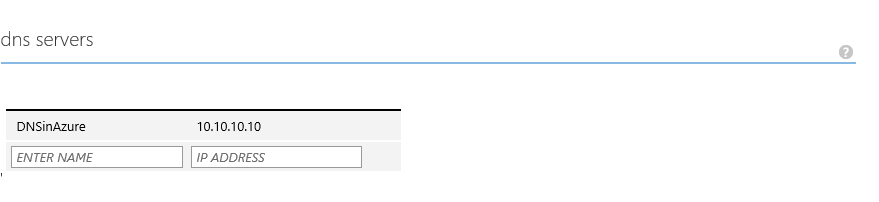 dns servers
?
DNSinAzure 10.10.10.10
ENTER NAME IP ADDRESS